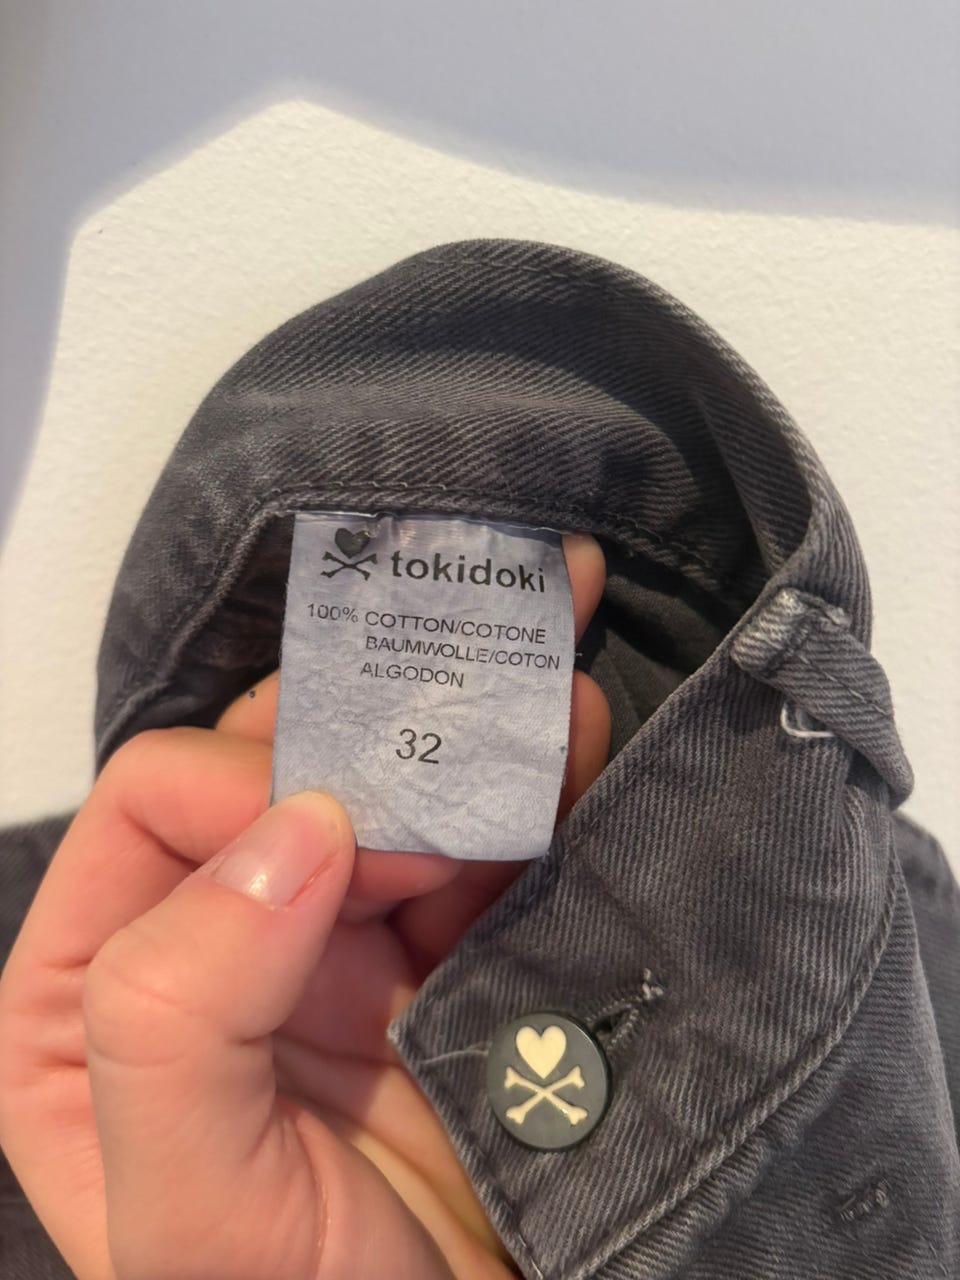 tokidoki
100% COTTON/COTONE
BAUMWOLLE/COTON
ALGODON
32